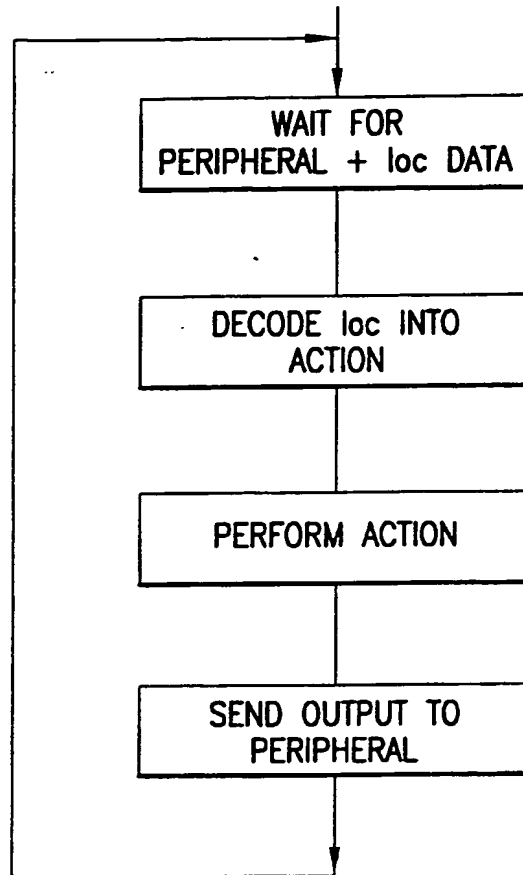 WAIT FOR
PERIPHERAL + loc DATA
DECODE loc INTO
ACTION
PERFORM ACTION
SEND OUTPUT TO
PERIPHERAL